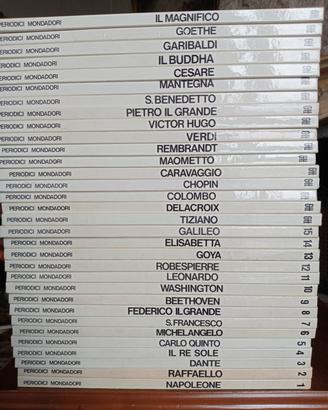 PERIODICI MONDADORI IL MAGNIFICO
PERIODICI MONDADORI GOETHE
PERIODICI MONDADORI GARIBALDI
PERIODICI MONDADORI IL BUDDHA
PERIODICI MONDADORI CESARE
PERIODICI MONDADORI MANTEGNA
PERIODICI MONDADORI S. BENEDETTO
PERIODICI MONDADORI PIETRO IL GRANDE
PERIODICI MONDADORI VICTOR HUGO
PERIODICI MONDADORI VERDI
PERIODICI MONDADORI REMBRANDT
PERIODICI MONDADORI MAOMETTO
PERIODICI MONDADORI CARAVAGGIO
PERIODICI MONDADORI CHOPIN
PERIODICI MONDADORI COLOMBO
PERIODICI MONDADORI DELACROIX
PERIODICI MONDADORI TIZIANO
PERIODICI MONDADORI GALILEO 15
PERIODICI MONDADORI ELISABETTA 14
PERIODICI MONDADORI GOYA 13
PERIODICI MONDADORI ROBESPIERRE 12
PERIODICI MONDADORI LEONARDO 11
PERIODICI MONDADORI WASHINGTON 10
PERIODICI MONDADORI BEETHOVEN 9
PERIODICI MONDADORI FEDERICO IL GRANDE 8
PERIODICI MONDADORI S. FRANCESCO 7
PERIODICI MONDADORI MICHELANGELO 6
PERIODICI MONDADORI CARLO QUINTO 5
PERIODICI MONDADORI IL RE SOLE 4
PERIODICI MONDADORI DANTE 3
PERIODICI MONDADORI RAFFAELLO 2
PERIODICI MONDADORI NAPOLEONE 1